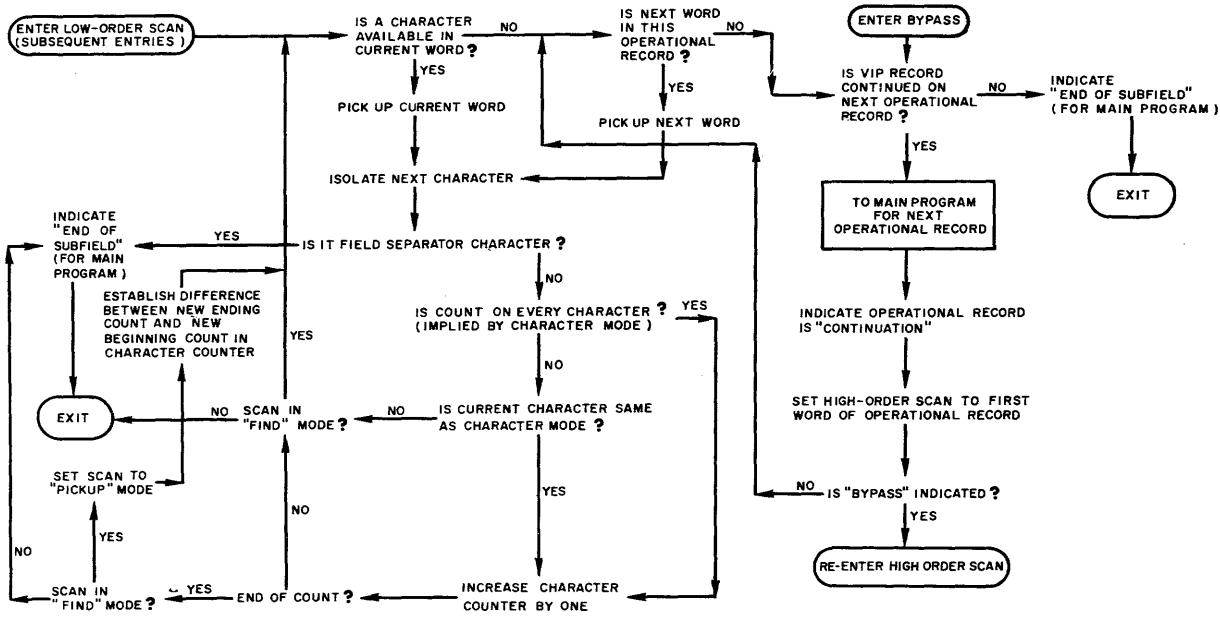 ENTER LOW-ORDER SCAN
(SUBSEQUENT ENTRIES)
IS A CHARACTER
AVAILABLE IN
CURRENT WORD?
NO
YES
PICK UP CURRENT WORD
ISOLATE NEXT CHARACTER
IS NEXT WORD
IN THIS
OPERATIONAL
RECORD?
NO
YES
PICK UP NEXT WORD
ENTER BYPASS
IS VIP RECORD
CONTINUED ON
NEXT OPERATIONAL
RECORD?
NO
INDICATE
"END OF SUBFIELD"
(FOR MAIN PROGRAM)
EXIT
YES
TO MAIN PROGRAM
FOR NEXT
OPERATIONAL RECORD
INDICATE OPERATIONAL RECORD
IS "CONTINUATION"
SET HIGH-ORDER SCAN TO FIRST
WORD OF OPERATIONAL RECORD
NO
IS "BYPASS" INDICATED?
YES
RE-ENTER HIGH ORDER SCAN
INDICATE
"END OF
SUBFIELD"
(FOR MAIN
PROGRAM)
YES
IS IT FIELD SEPARATOR CHARACTER?
NO
ESTABLISH DIFFERENCE
BETWEEN NEW ENDING
COUNT AND NEW
BEGINNING COUNT IN
CHARACTER COUNTER
YES
IS COUNT ON EVERY CHARACTER?
(IMPLIED BY CHARACTER MODE)
YES
NO
EXIT
NO
SCAN IN
"FIND" MODE?
NO
IS CURRENT CHARACTER SAME
AS CHARACTER MODE?
SET SCAN TO
"PICKUP" MODE
YES
NO
YES
NO
SCAN IN
"FIND" MODE?
YES
END OF COUNT?
INCREASE CHARACTER
COUNTER BY ONE